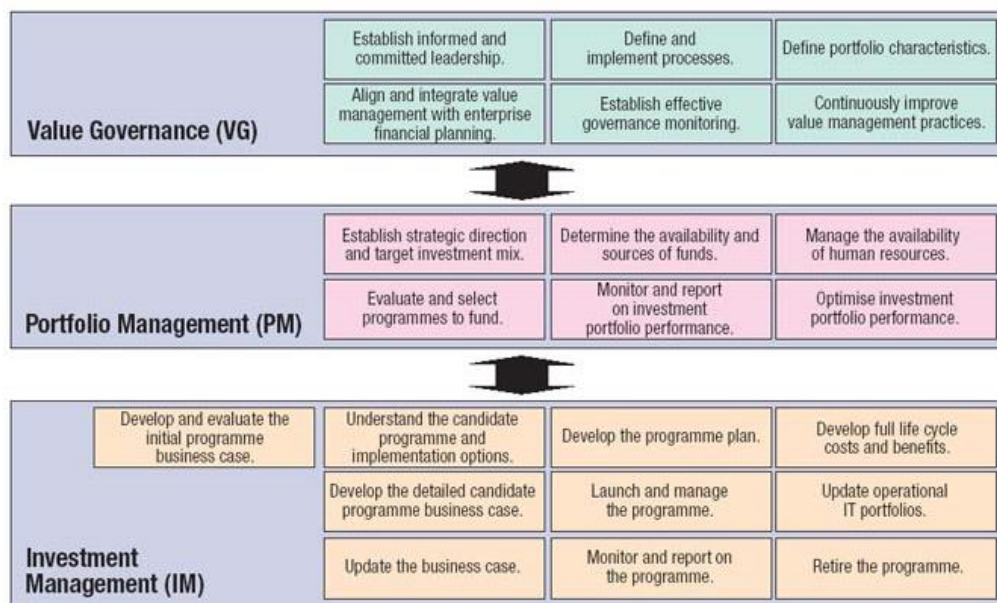 Establish informed and
committed leadership.
Define and
implement processes.
Define portfolio characteristics.
Align and integrate value
management with enterprise
financial planning.
Establish effective
governance monitoring.
Continuously improve
value management practices.
Value Governance (VG)
Establish strategic direction
and target investment mix.
Determine the availability and
sources of funds.
Manage the availability
of human resources.
Evaluate and select
programmes to fund.
Monitor and report
on investment
portfolio performance.
Optimise investment
portfolio performance.
Portfolio Management (PM)
Develop and evaluate the
initial programme
business case.
Understand the candidate
programme and
implementation options.
Develop the programme plan.
Develop full life cycle
costs and benefits.
Develop the detailed candidate
programme business case.
Launch and manage
the programme.
Update operational
IT portfolios.
Investment
Management (IM)
Update the business case.
Monitor and report on
the programme.
Retire the programme.